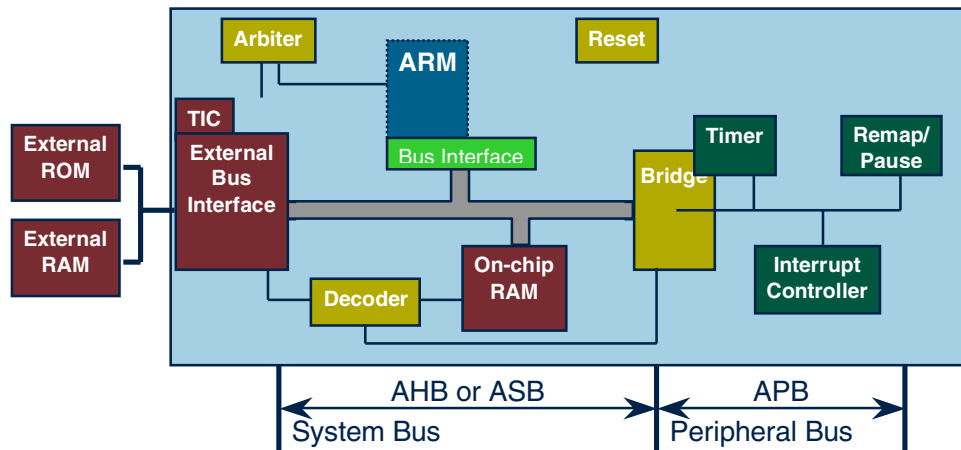 Arbiter
Reset
ARM
TIC
External
ROM
External
Bus
Interface
Bus Interface
Timer
Remap/
Pause
Bridge
External
RAM
On-chip
RAM
Decoder
Interrupt
Controller
AHB or ASB
APB
System Bus
Peripheral Bus